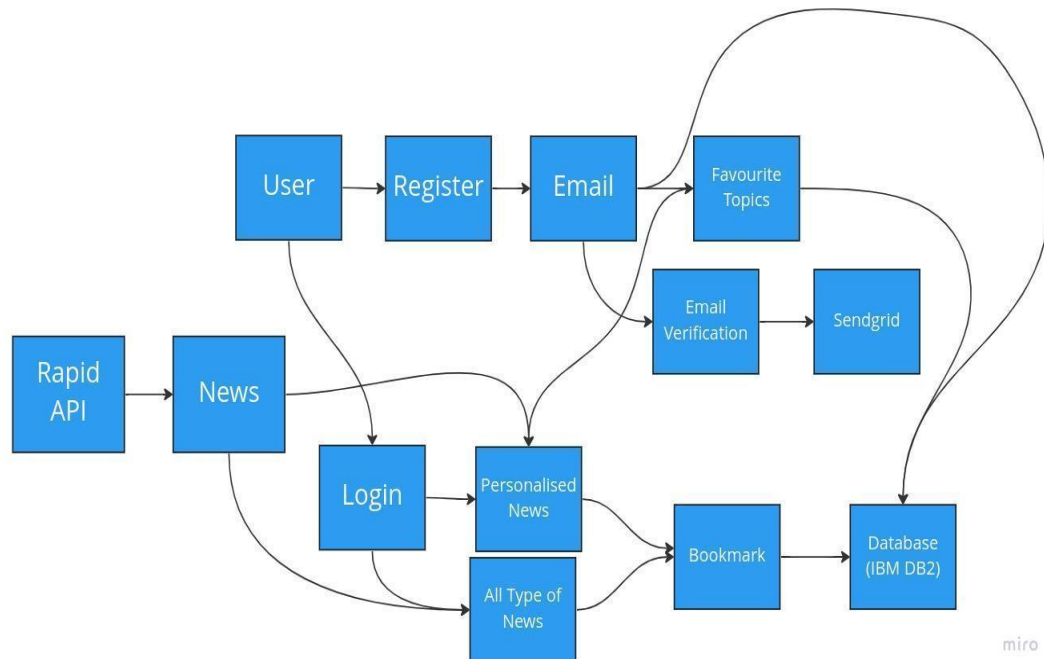 User
Register
Email
Favourite
Topics
Email
Verification
Sendgrid
Rapid
API
News
Login
Personalised
News
All Type of
News
Bookmark
Database
(IBM DB2)
miro